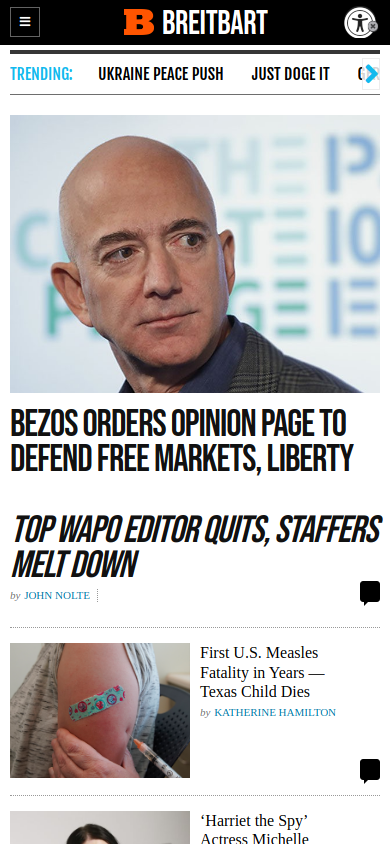 BREITBART
TRENDING: UKRAINE PEACE PUSH JUST DOGE IT
BEZOS ORDERS OPINION PAGE TO
DEFEND FREE MARKETS, LIBERTY
TOP WAPO EDITOR QUITS, STAFFERS
MELT DOWN
by JOHN NOLTE
First U.S. Measles
Fatality in Years —
Texas Child Dies
by KATHERINE HAMILTON
‘Harriet the Spy’
Actress Michelle